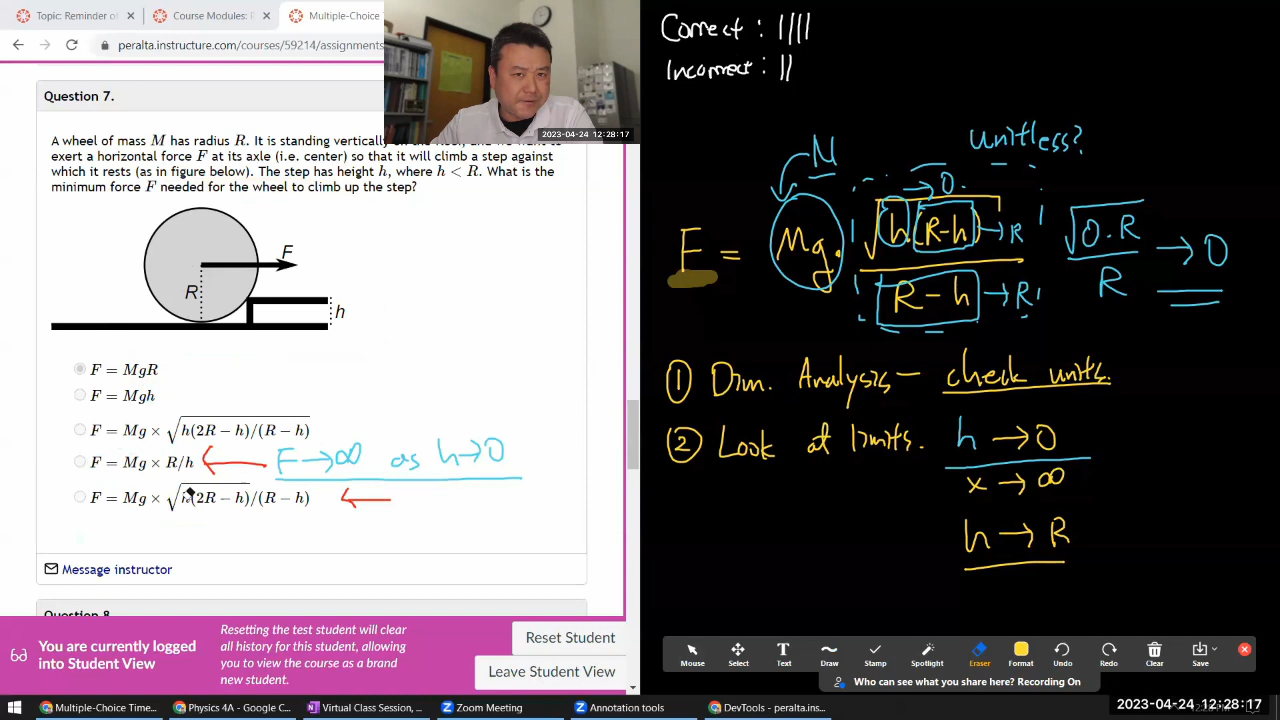 Topic: Reminder of
Course Modules: P
Multiple-Choice
peralta.instructure.com/courses/59214/assignments
2023-04-24 12:28:17
Question 7.
A wheel of mass M has radius R. It is standing vertically
exert a horizontal force F at its axle (i.e. center) so that it will climb a step against
which it rests (as in figure below). The step has height h, where h < R. What is the
minimum force F needed for the wheel to climb up the step?
F
R
h
F = MgR
F = Mgh
F = Mg × √h(2R − h)/(R − h)
F = Mg × R/h
F → ∞ as h → 0
F = Mg × √h(2R − h)/(R − h)
Message instructor
Question 8
You are currently logged
into Student View
Resetting the test student will clear
all history for this student, allowing
you to view the course as a brand
new student.
Reset Student
Leave Student View
Correct : ||||
Incorrect : ||
unitless?
→ 0.
F = Mg. √h(R-h) → R
R - h → R
√0·R
R
→ 0
① Dim. Analysis — check units.
② Look at limits. h → 0
x → ∞
h → R
Mouse
Select
Text
Draw
Stamp
Spotlight
Eraser
Format
Undo
Redo
Clear
Save
Who can see what you share here? Recording On
Multiple-Choice Time...
Physics 4A - Google C...
Virtual Class Session, ...
Zoom Meeting
Annotation tools
DevTools - peralta.ins...
2023-04-24 12:28:17